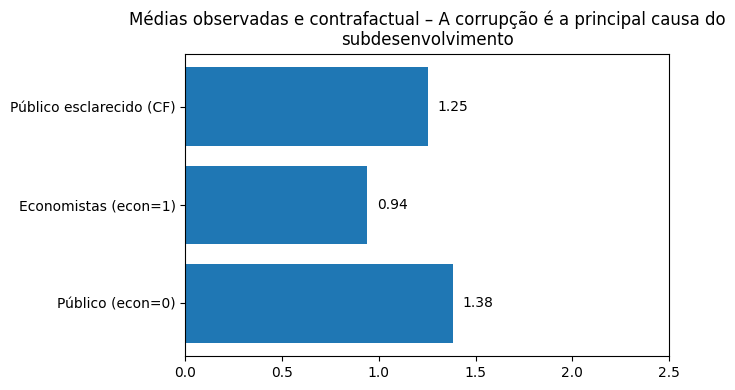 Médias observadas e contrafactual – A corrupção é a principal causa do
subdesenvolvimento
Público esclarecido (CF)
1.25
Economistas (econ=1)
0.94
Público (econ=0)
1.38
0.0
0.5
1.0
1.5
2.0
2.5